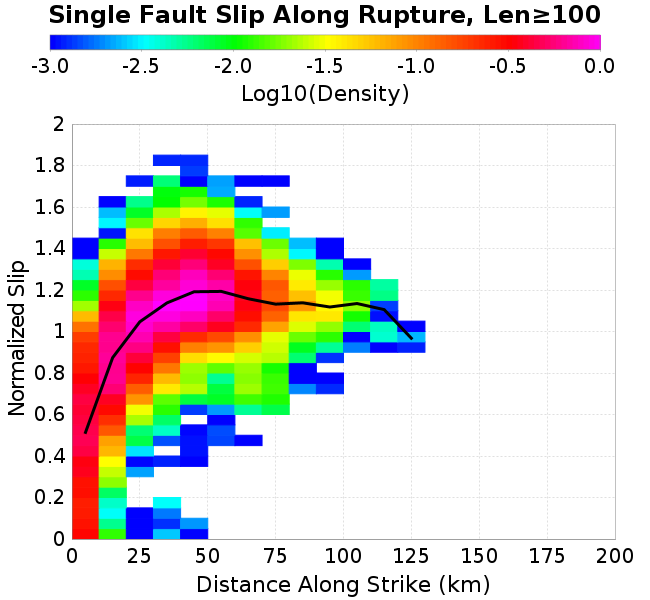 Single Fault Slip Along Rupture, Len≥100
-3.0 -2.5 -2.0 -1.5 -1.0 -0.5 0.0
Log10(Density)
2
1.8
1.6
1.4
1.2
1
0.8
0.6
0.4
0.2
0
Normalized Slip
0 25 50 75 100 125 150 175 200
Distance Along Strike (km)